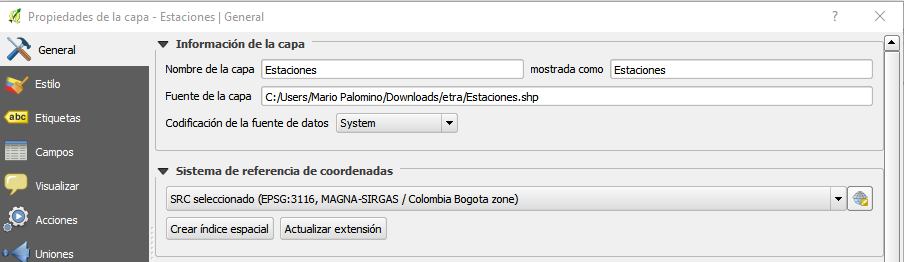 Propiedades de la capa - Estaciones | General
General
Estilo
Etiquetas
Campos
Visualizar
Acciones
Uniones
abc
Información de la capa
Nombre de la capa Estaciones mostrada como Estaciones
Fuente de la capa C:/Users/Mario Palomino/Downloads/etra/Estaciones.shp
Codificación de la fuente de datos System
Sistema de referencia de coordenadas
SRC seleccionado (EPSG:3116, MAGNA-SIRGAS / Colombia Bogota zone)
Crear índice espacial Actualizar extensión